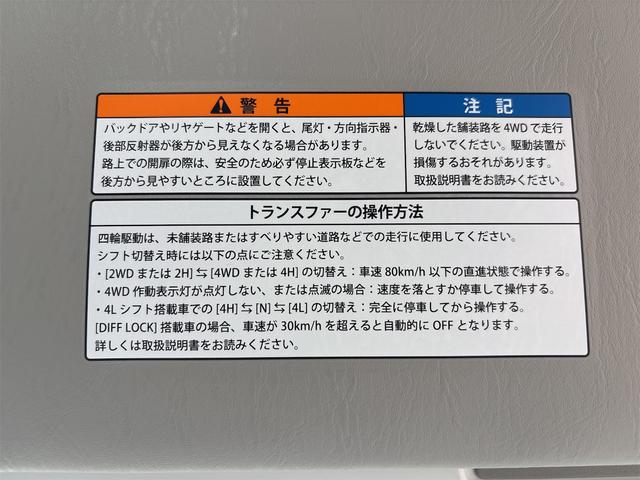 警告
バックドアやリヤゲートなどを開くと、尾灯・方向指示器・
後部反射器が後方から見えなくなる場合があります。
路上での開扉の際は、安全のため必ず停止表示板などを
後方から見やすいところに設置してください。
注記
乾燥した舗装路を4WDで走行
しないでください。駆動装置が
損傷するおそれがあります。
取扱説明書をお読みください。
トランスファーの操作方法
四輪駆動は、未舗装路またはすべりやすい道路などでの走行に使用してください。
シフト切替え時には以下の点にご注意ください。
・[2WD または 2H]⇆[4WD または 4H] の切替え：車速 80km/h 以下の直進状態で操作する。
・4WD 作動表示灯が点灯しない、または点滅の場合：速度を落とすか停車して操作する。
・4L シフト搭載車での [4H]⇆[N]⇆[4L] の切替え：完全に停車してから操作する。
[DIFF LOCK] 搭載車の場合、車速が 30km/h を超えると自動的に OFF となります。
詳しくは取扱説明書をお読みください。